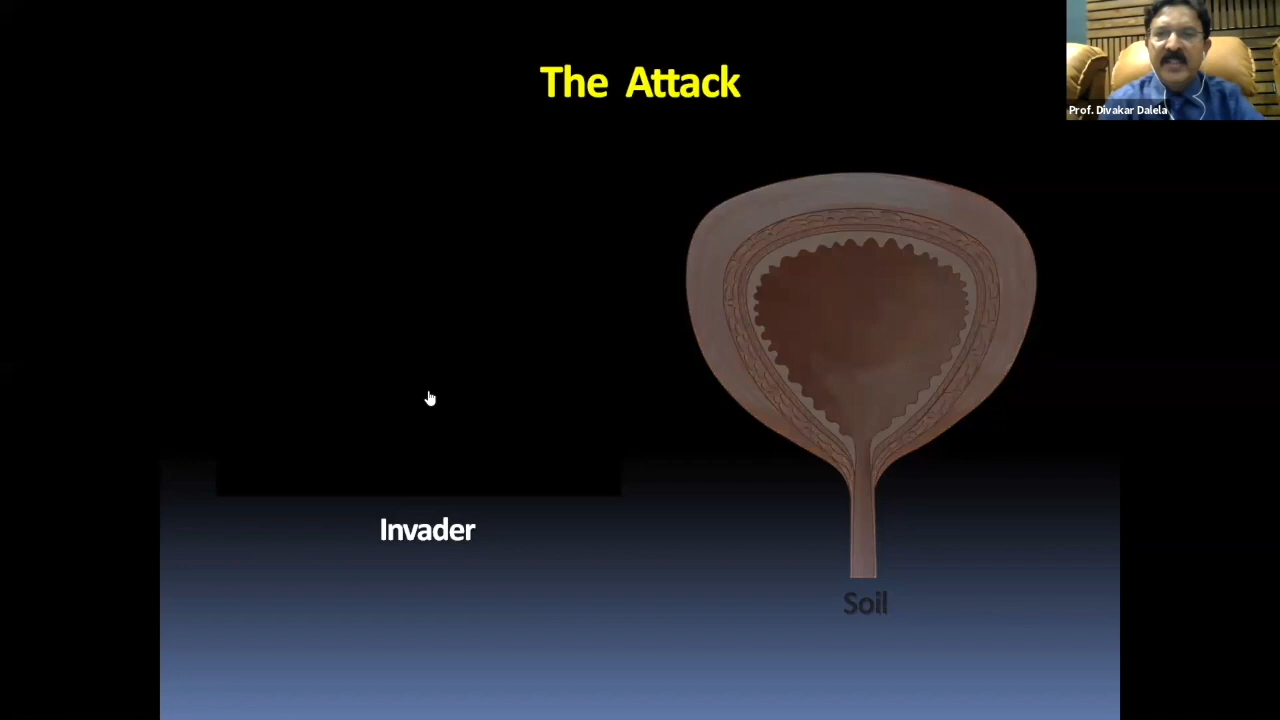 The Attack
Prof. Divakar Dalela
Invader
Soil